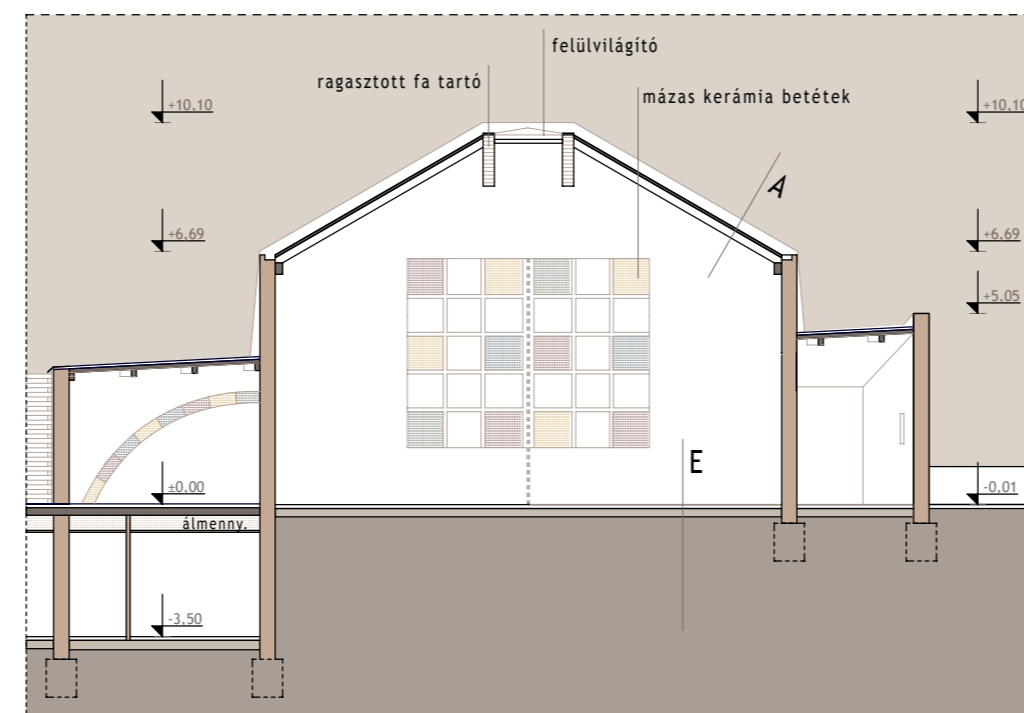 felülvilágító
ragasztott fa tartó
mázas kerámia betétek
+10,10
+10,10
A
+6,69
+6,69
+5,05
E
±0,00
-0,01
álmenny.
-3,50